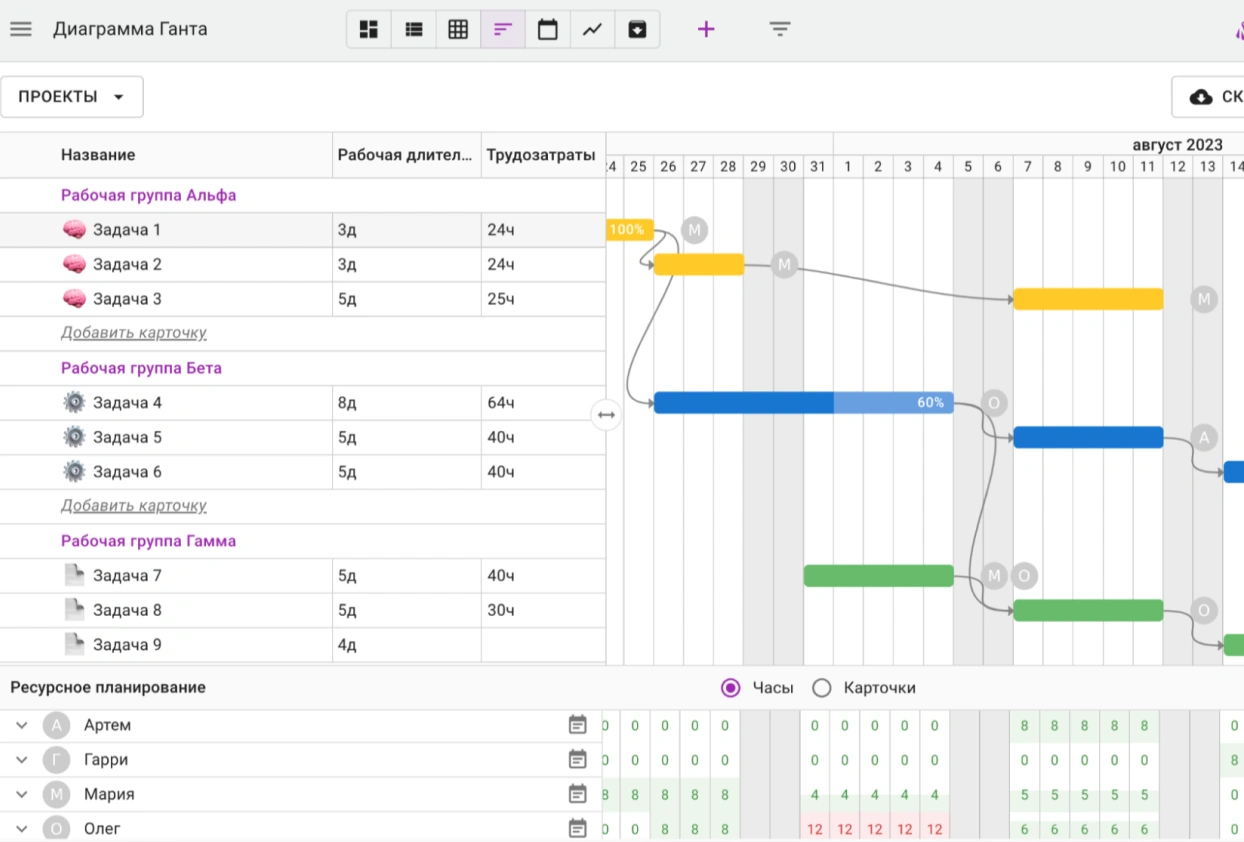 Диаграмма Ганта
ПРОЕКТЫ
СК
Название Рабочая длител... Трудозатраты
август 2023
24 25 26 27 28 29 30 31 1 2 3 4 5 6 7 8 9 10 11 12 13 14
Рабочая группа Альфа
Задача 1 3д 24ч 100% М
Задача 2 3д 24ч М
Задача 3 5д 25ч М
Добавить карточку
Рабочая группа Бета
Задача 4 8д 64ч 60% О
Задача 5 5д 40ч А
Задача 6 5д 40ч
Добавить карточку
Рабочая группа Гамма
Задача 7 5д 40ч М О
Задача 8 5д 30ч О
Задача 9 4д
Ресурсное планирование Часы Карточки
А Артем 0 0 0 0 0 0 0 0 0 0 8 8 8 8 8 0
Г Гарри 0 0 0 0 0 0 0 0 0 0 0 0 0 0 0 8
М Мария 8 8 8 8 8 4 4 4 4 4 5 5 5 5 5 0
О Олег 0 0 8 8 8 12 12 12 12 12 6 6 6 6 6 0